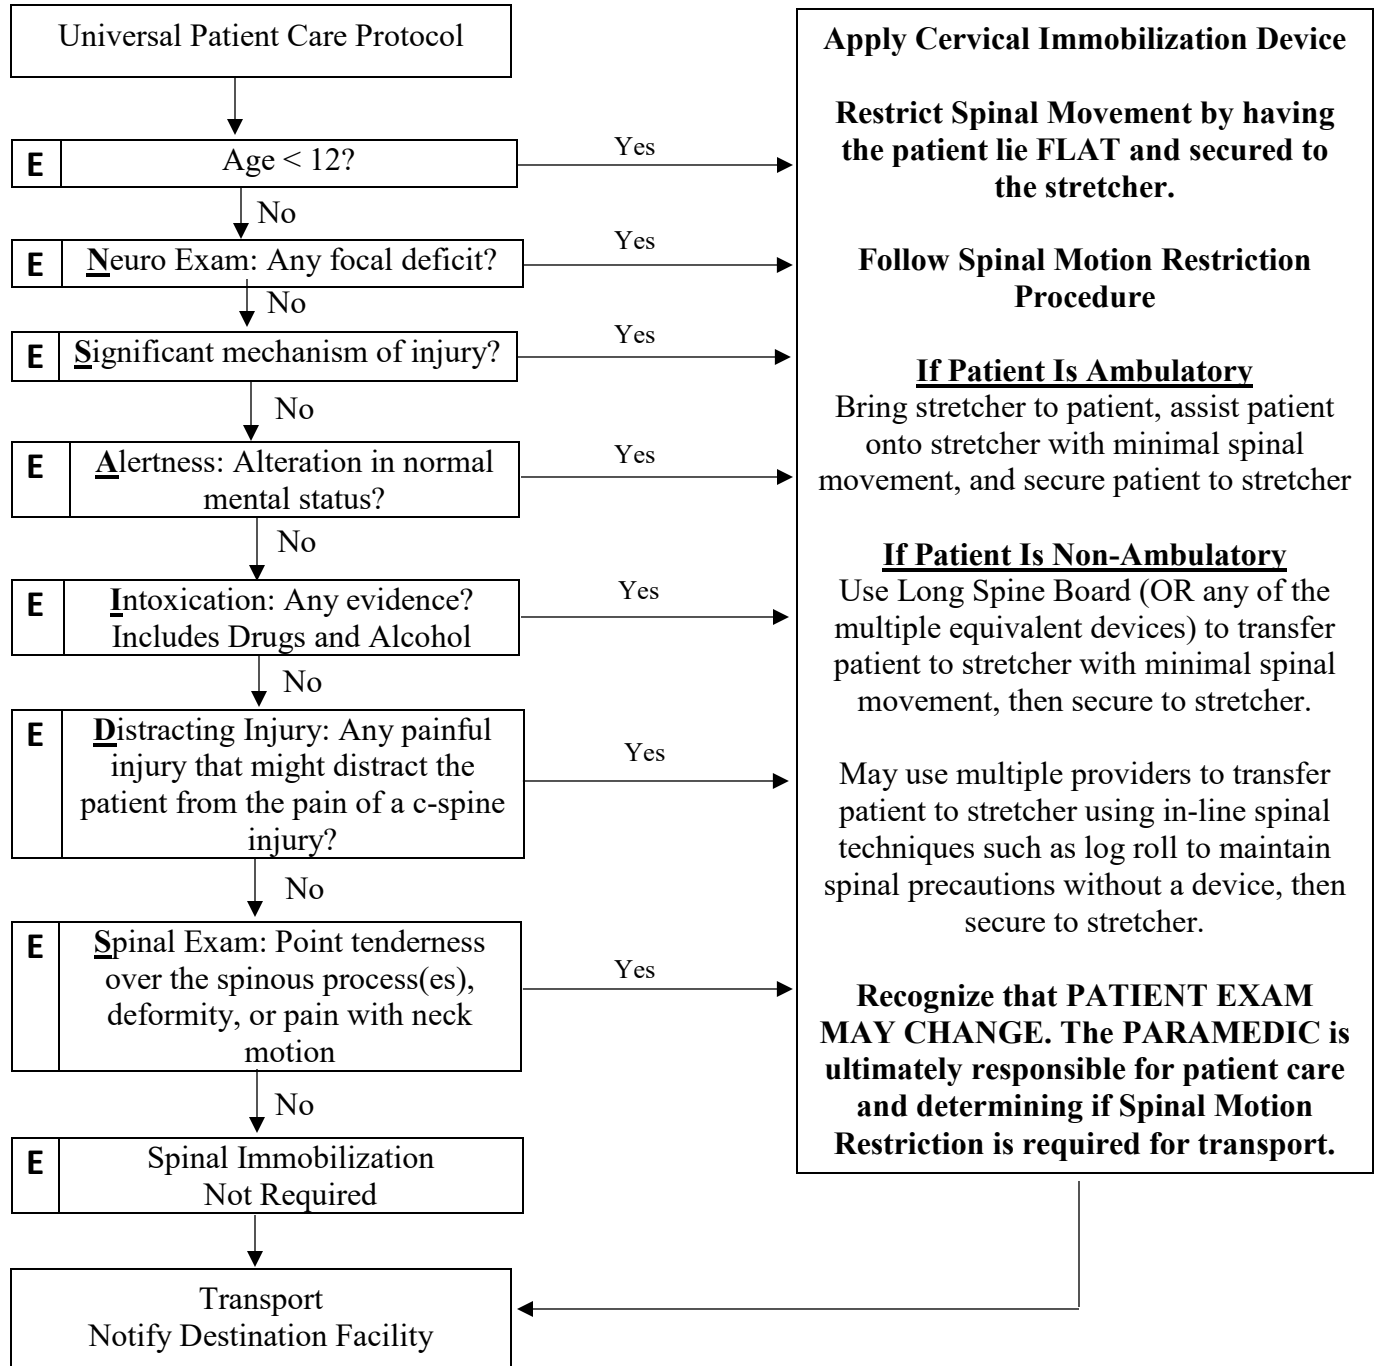 Universal Patient Care Protocol
E
Age < 12?
Yes
No
E
Neuro Exam: Any focal deficit?
Yes
No
E
Significant mechanism of injury?
Yes
No
E
Alertness: Alteration in normal
mental status?
Yes
No
E
Intoxication: Any evidence?
Includes Drugs and Alcohol
Yes
No
E
Distracting Injury: Any painful
injury that might distract the
patient from the pain of a c-spine
injury?
Yes
No
E
Spinal Exam: Point tenderness
over the spinous process(es),
deformity, or pain with neck
motion
Yes
No
E
Spinal Immobilization
Not Required
Transport
Notify Destination Facility
Apply Cervical Immobilization Device
Restrict Spinal Movement by having
the patient lie FLAT and secured to
the stretcher.
Follow Spinal Motion Restriction
Procedure
If Patient Is Ambulatory
Bring stretcher to patient, assist patient
onto stretcher with minimal spinal
movement, and secure patient to stretcher
If Patient Is Non-Ambulatory
Use Long Spine Board (OR any of the
multiple equivalent devices) to transfer
patient to stretcher with minimal spinal
movement, then secure to stretcher.
May use multiple providers to transfer
patient to stretcher using in-line spinal
techniques such as log roll to maintain
spinal precautions without a device, then
secure to stretcher.
Recognize that PATIENT EXAM
MAY CHANGE. The PARAMEDIC is
ultimately responsible for patient care
and determining if Spinal Motion
Restriction is required for transport.